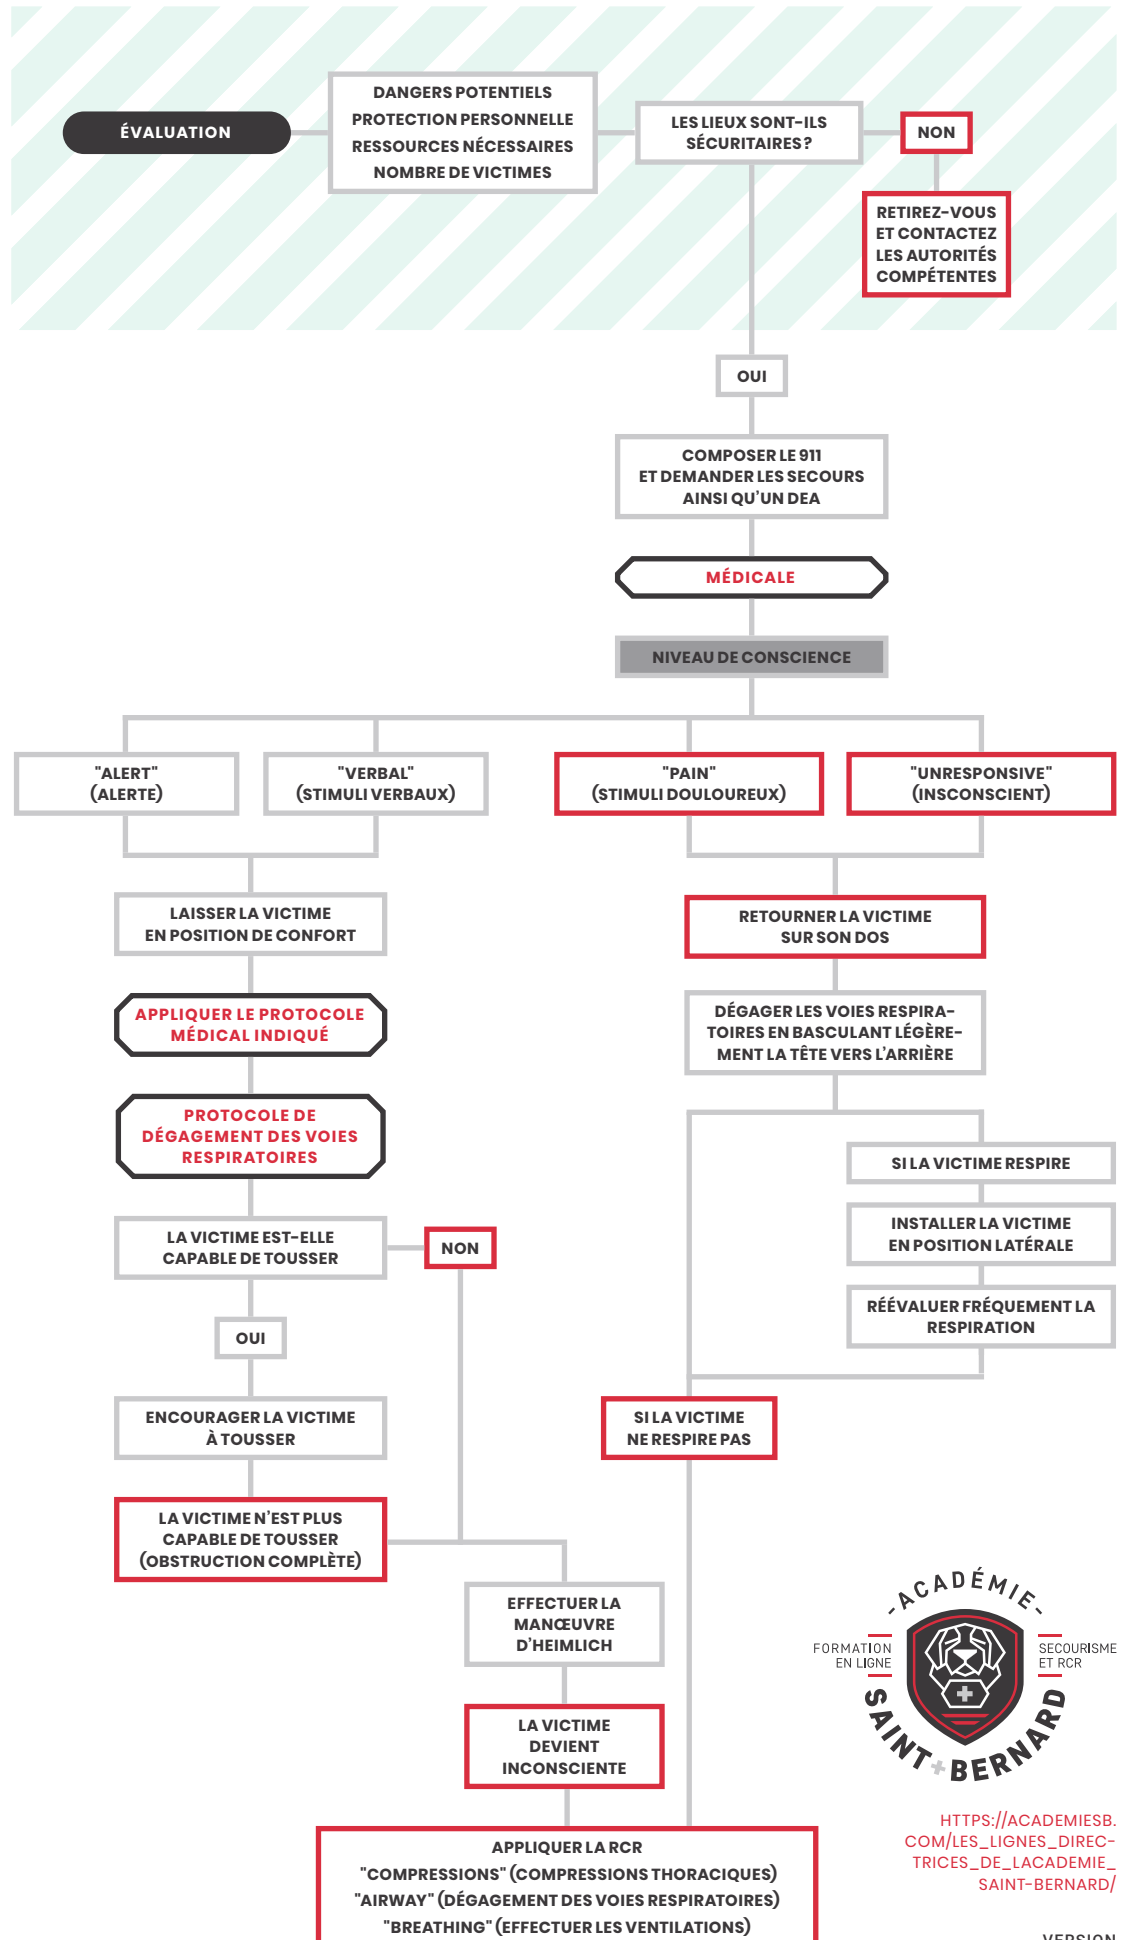 ÉVALUATION
DANGERS POTENTIELS
PROTECTION PERSONNELLE
RESSOURCES NÉCESSAIRES
NOMBRE DE VICTIMES
LES LIEUX SONT-ILS
SÉCURITAIRES?
NON
RETIREZ-VOUS
ET CONTACTEZ
LES AUTORITÉS
COMPÉTENTES
OUI
COMPOSER LE 911
ET DEMANDER LES SECOURS
AINSI QU'UN DEA
MÉDICALE
NIVEAU DE CONSCIENCE
"ALERT"
(ALERTE)
"VERBAL"
(STIMULI VERBAUX)
"PAIN"
(STIMULI DOULOUREUX)
"UNRESPONSIVE"
(INSCONSCIENT)
LAISSER LA VICTIME
EN POSITION DE CONFORT
APPLIQUER LE PROTOCOLE
MÉDICAL INDIQUÉ
PROTOCOLE DE
DÉGAGEMENT DES VOIES
RESPIRATOIRES
LA VICTIME EST-ELLE
CAPABLE DE TOUSSER
NON
OUI
ENCOURAGER LA VICTIME
À TOUSSER
LA VICTIME N'EST PLUS
CAPABLE DE TOUSSER
(OBSTRUCTION COMPLÈTE)
RETOURNER LA VICTIME
SUR SON DOS
DÉGAGER LES VOIES RESPIRA-
TOIRES EN BASCULANT LÉGÈRE-
MENT LA TÊTE VERS L'ARRIÈRE
SI LA VICTIME RESPIRE
INSTALLER LA VICTIME
EN POSITION LATÉRALE
RÉÉVALUER FRÉQUEMENT LA
RESPIRATION
SI LA VICTIME
NE RESPIRE PAS
EFFECTUER LA
MANŒUVRE
D'HEIMLICH
LA VICTIME
DEVIENT
INCONSCIENTE
APPLIQUER LA RCR
"COMPRESSIONS" (COMPRESSIONS THORACIQUES)
"AIRWAY" (DÉGAGEMENT DES VOIES RESPIRATOIRES)
"BREATHING" (EFFECTUER LES VENTILATIONS)
-ACADÉMIE-
FORMATION
EN LIGNE
SECOURISME
ET RCR
SAINT+BERNARD
HTTPS://ACADEMIESB.
COM/LES_LIGNES_DIREC-
TRICES_DE_LACADEMIE_
SAINT-BERNARD/
VERSION